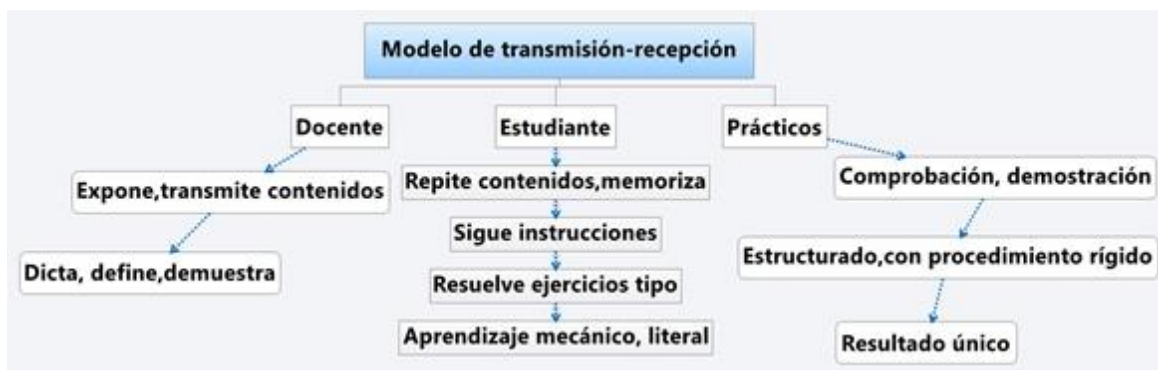 Modelo de transmisión-recepción
Docente
Estudiante
Prácticos
Expone,transmite contenidos
Dicta, define,demuestra
Repite contenidos,memoriza
Sigue instrucciones
Resuelve ejercicios tipo
Aprendizaje mecánico, literal
Comprobación, demostración
Estructurado,con procedimiento rígido
Resultado único